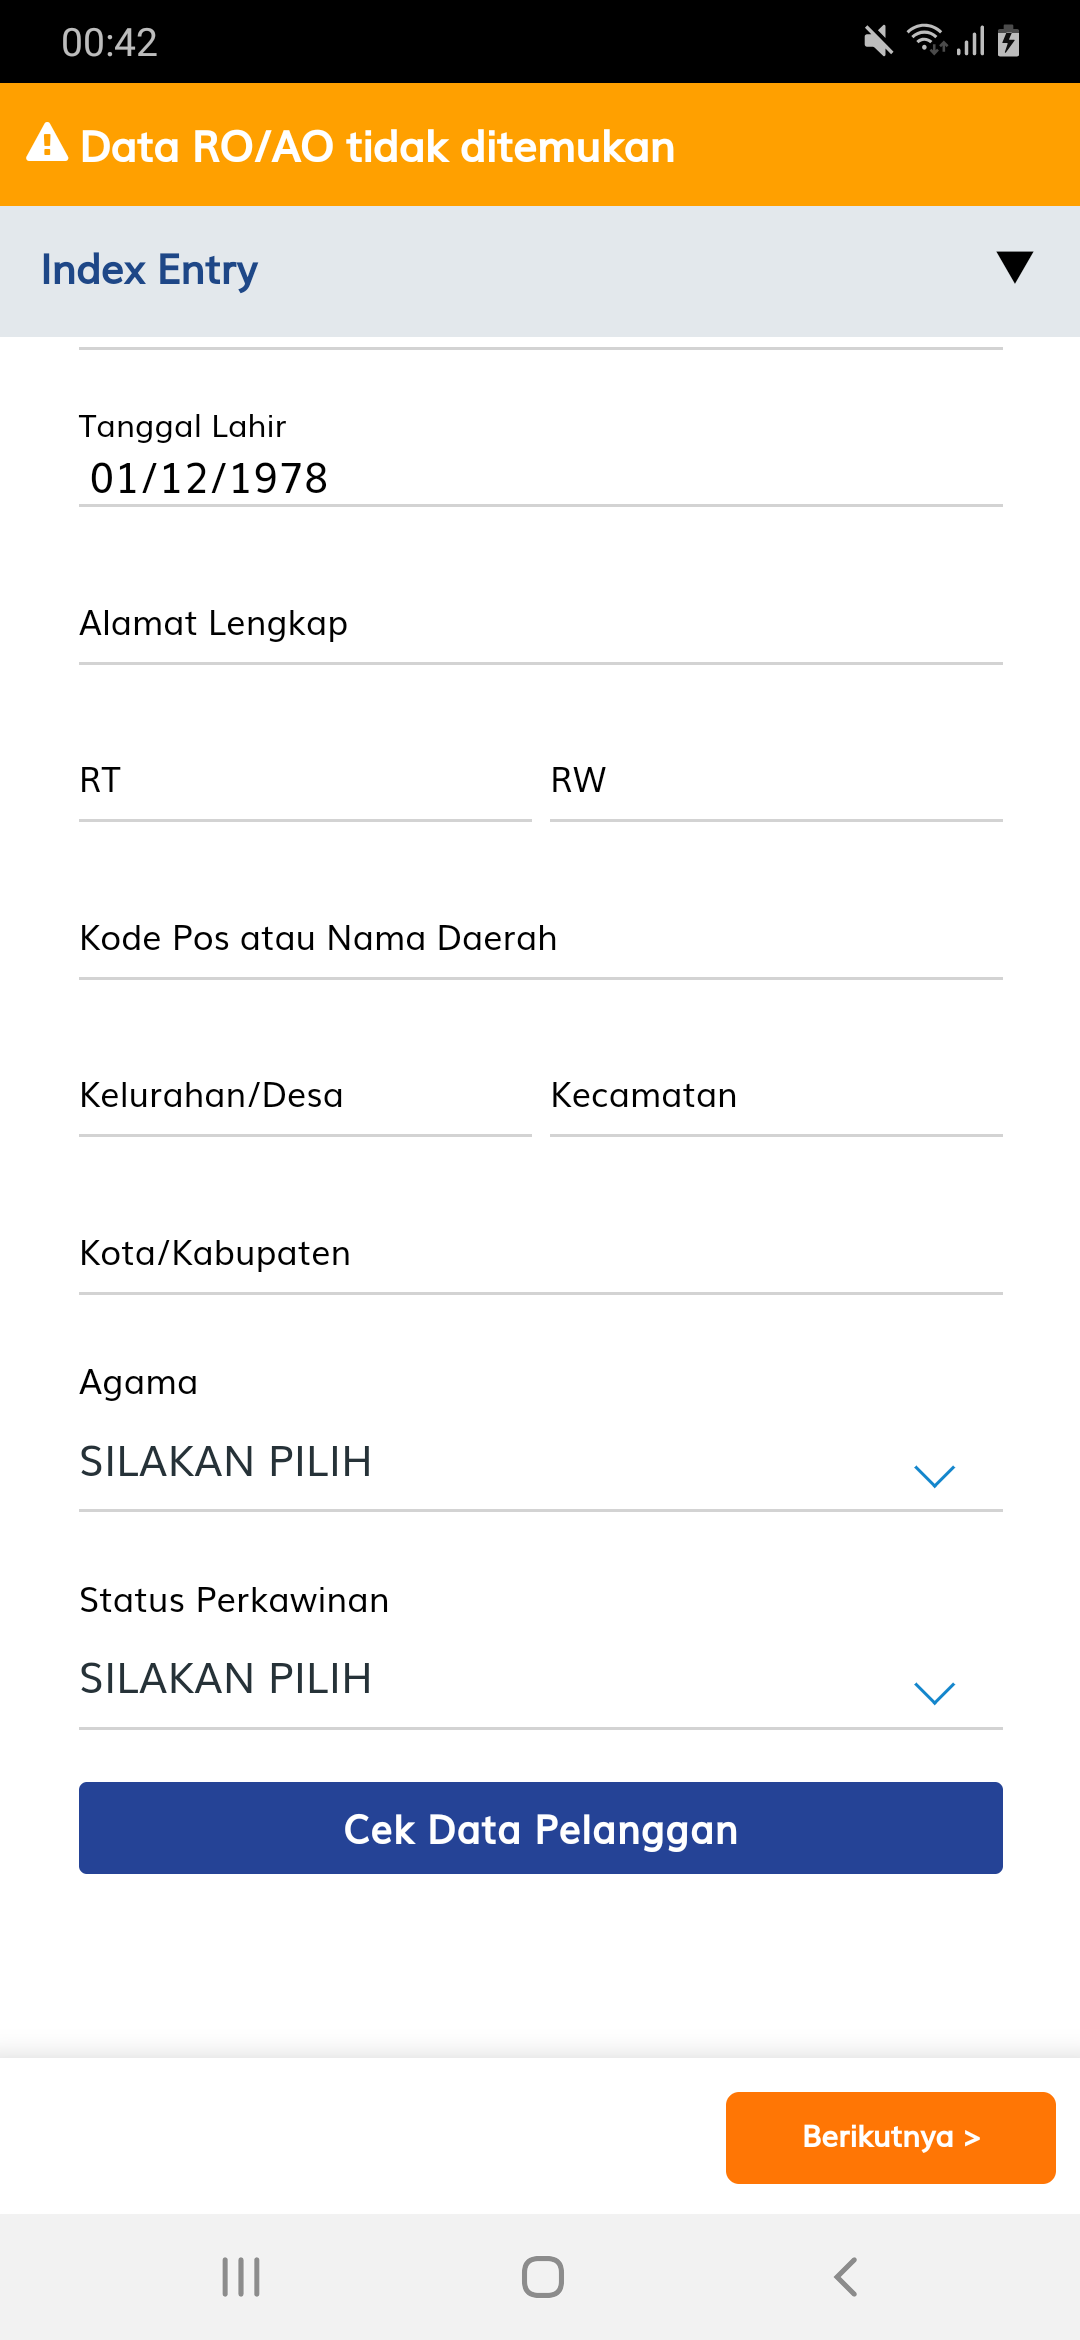 00:42
Data RO/AO tidak ditemukan
Index Entry
Tanggal Lahir
01/12/1978
Alamat Lengkap
RT RW
Kode Pos atau Nama Daerah
Kelurahan/Desa Kecamatan
Kota/Kabupaten
Agama
SILAKAN PILIH
Status Perkawinan
SILAKAN PILIH
Cek Data Pelanggan
Berikutnya >